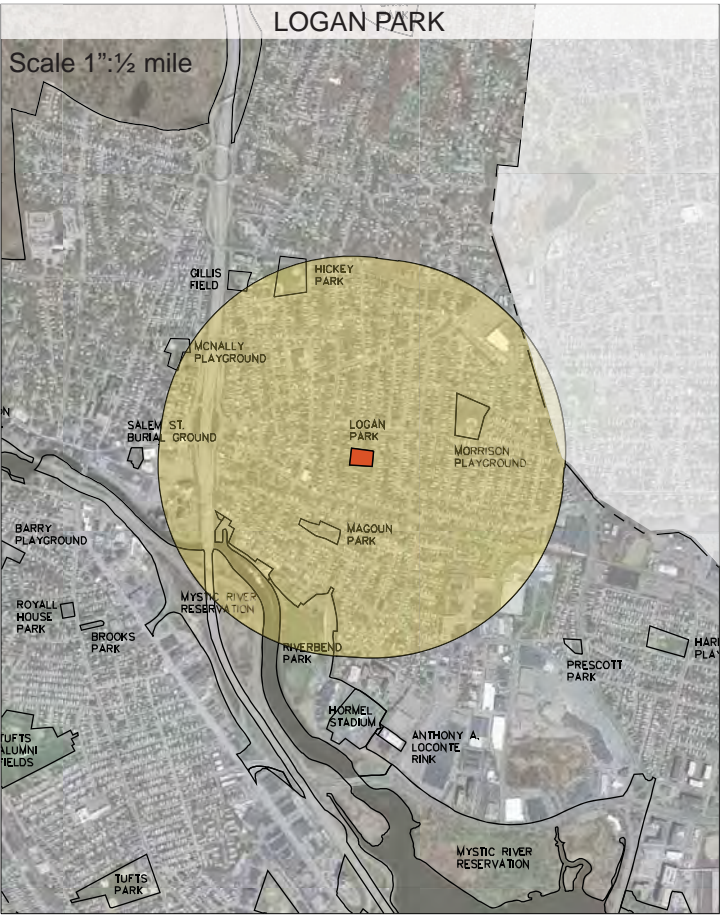 LOGAN PARK
Scale 1":½ mile
GILLIS
FIELD
HICKEY
PARK
MCNALLY
PLAYGROUND
SALEM ST.
BURIAL GROUND
LOGAN
PARK
MORRISON
PLAYGROUND
BARRY
PLAYGROUND
MAGOUN
PARK
ROYALL
HOUSE
PARK
BROOKS
PARK
MYSTIC RIVER
RESERVATION
RIVERBEND
PARK
PRESCOTT
PARK
HAR
PLA
HORMEL
STADIUM
ANTHONY A.
LOCONTE
RINK
TUFTS
ALUMNI
FIELDS
MYSTIC RIVER
RESERVATION
TUFTS
PARK